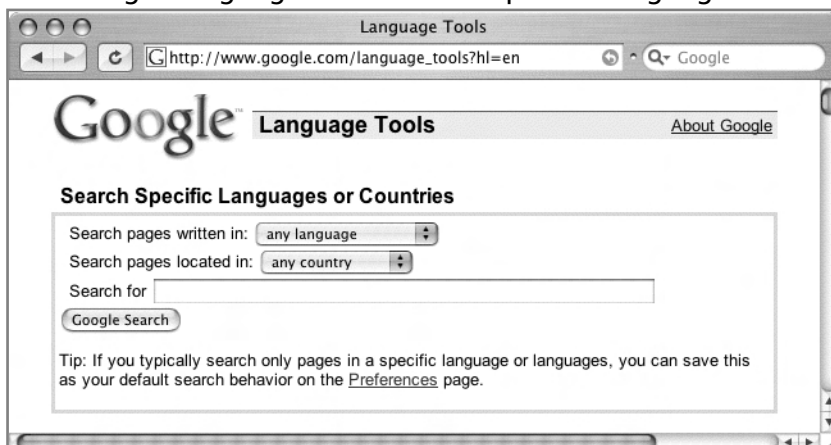 Language Tools
http://www.google.com/language_tools?hl=en
Google
Google™ Language Tools About Google
Search Specific Languages or Countries
Search pages written in: any language
Search pages located in: any country
Search for
Google Search
Tip: If you typically search only pages in a specific language or languages, you can save this
as your default search behavior on the Preferences page.